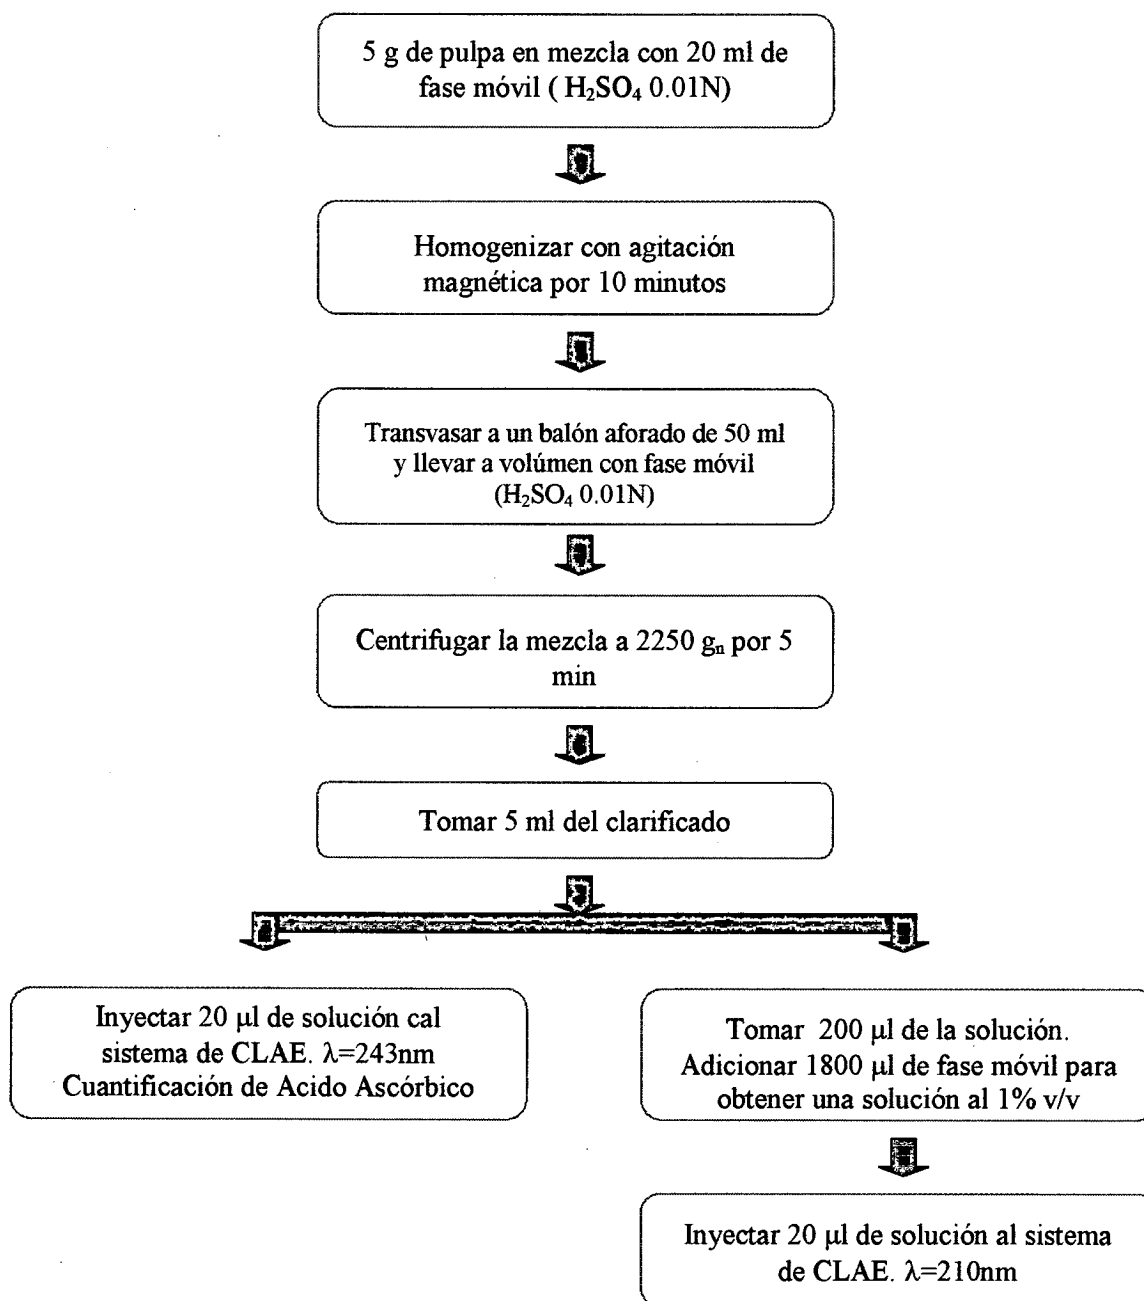 5 g de pulpa en mezcla con 20 ml de
fase móvil ( H₂SO₄ 0.01N)
Homogenizar con agitación
magnética por 10 minutos
Transvasar a un balón aforado de 50 ml
y llevar a volúmen con fase móvil
(H₂SO₄ 0.01N)
Centrifugar la mezcla a 2250 gₙ por 5
min
Tomar 5 ml del clarificado
Inyectar 20 µl de solución cal
sistema de CLAE. λ=243nm
Cuantificación de Acido Ascórbico
Tomar 200 µl de la solución.
Adicionar 1800 µl de fase móvil para
obtener una solución al 1% v/v
Inyectar 20 µl de solución al sistema
de CLAE. λ=210nm